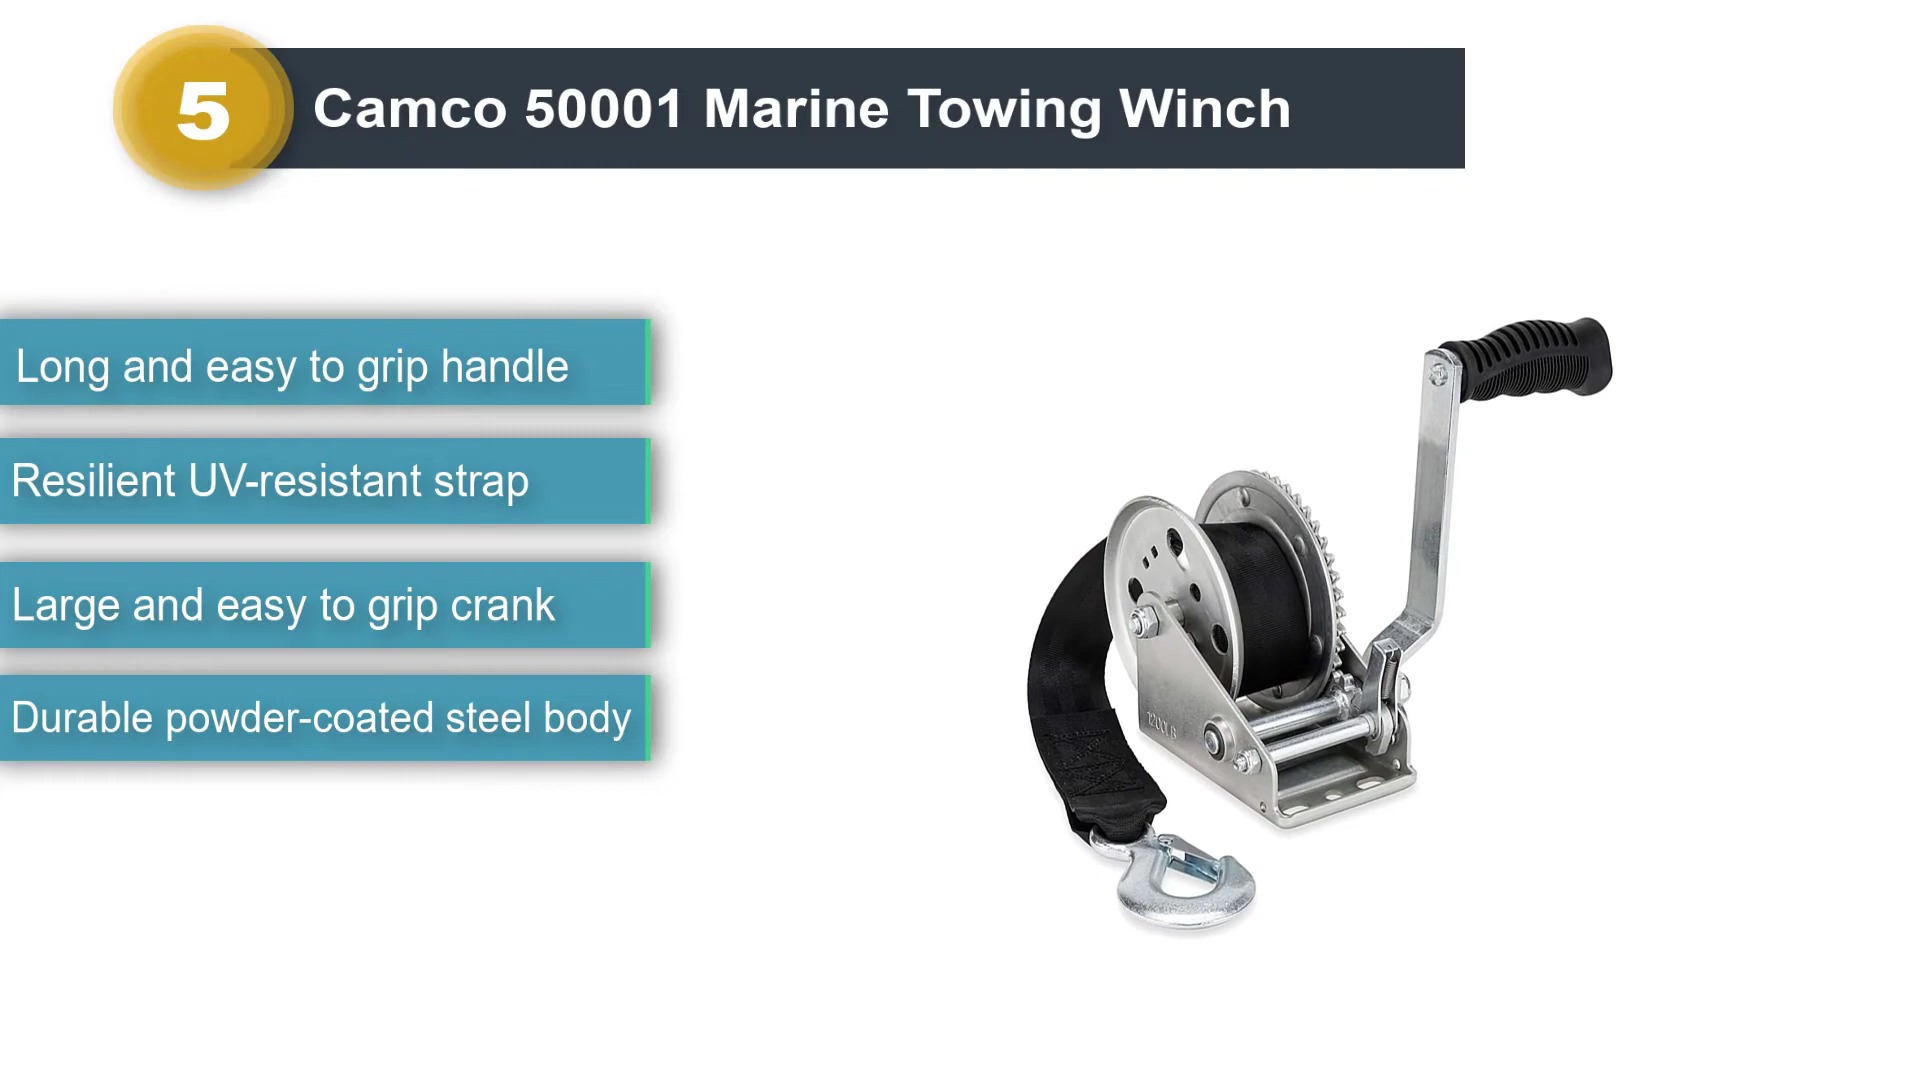 5
Camco 50001 Marine Towing Winch
Long and easy to grip handle
Resilient UV-resistant strap
Large and easy to grip crank
Durable powder-coated steel body
1200LB